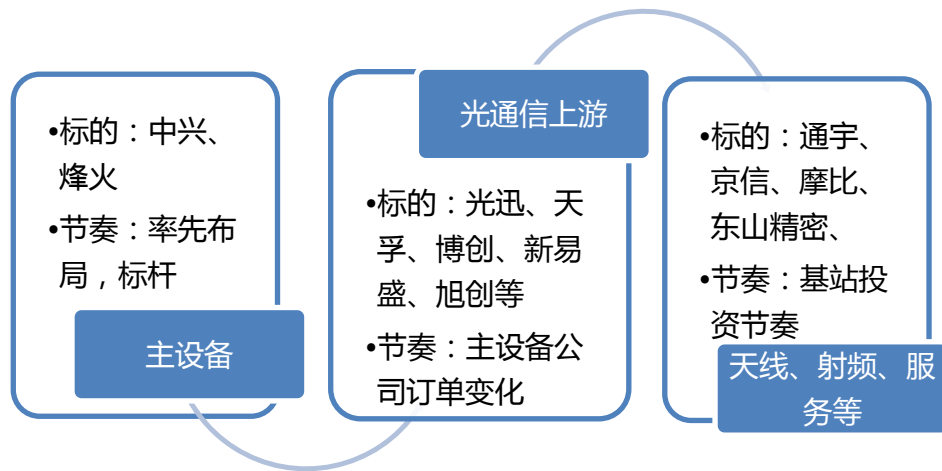 •标的：中兴、
烽火
•节奏：率先布
局，标杆
主设备
光通信上游
•标的：光迅、天
孚、博创、新易
盛、旭创等
•节奏：主设备公
司订单变化
•标的：通宇、
京信、摩比、
东山精密、
•节奏：基站投
资节奏
天线、射频、服
务等